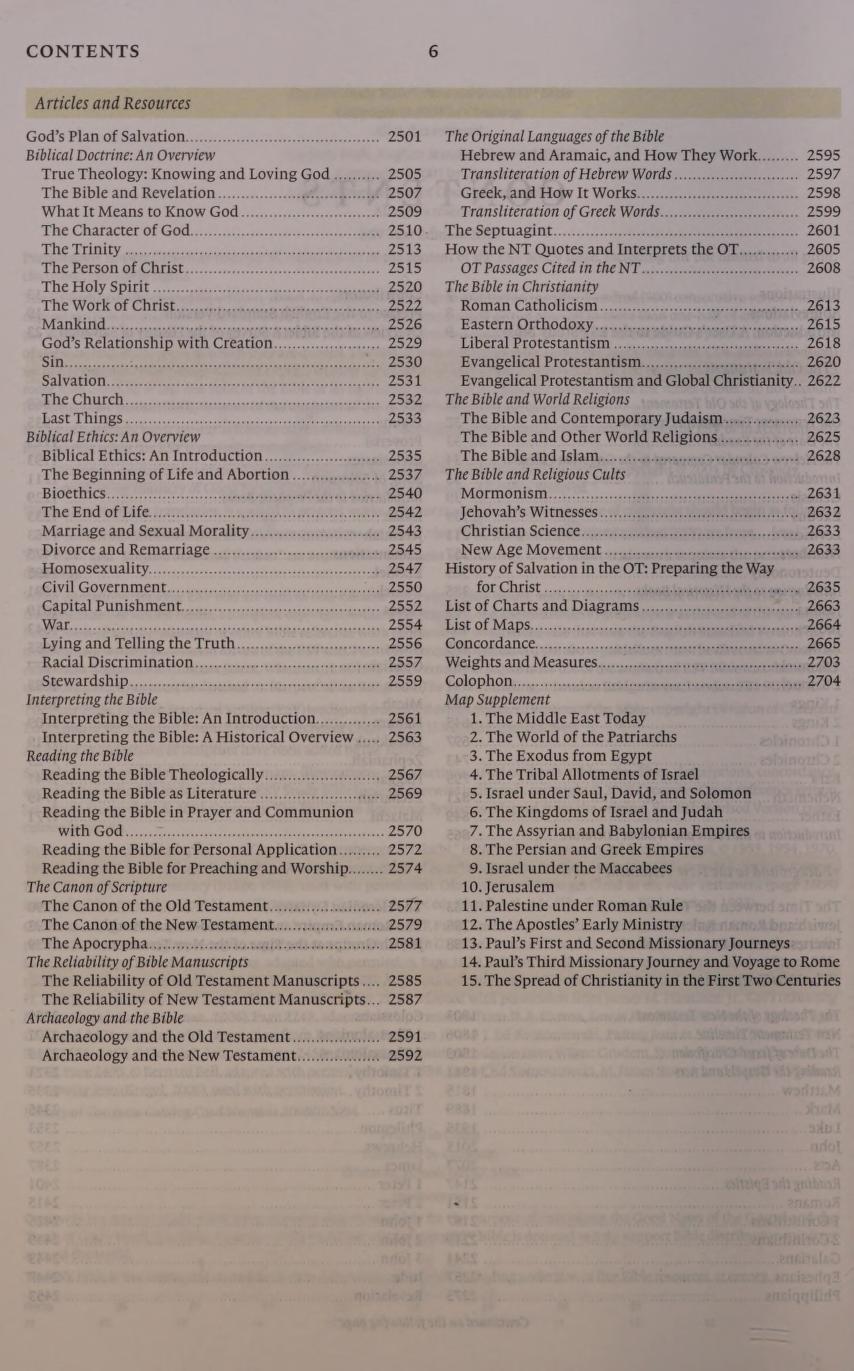 CONTENTS
6
Articles and Resources
God's Plan of Salvation 2501
Biblical Doctrine: An Overview
True Theology: Knowing and Loving God 2505
The Bible and Revelation 2507
What It Means to Know God 2509
The Character of God 2510
The Trinity 2513
The Person of Christ 2515
The Holy Spirit 2520
The Work of Christ 2522
Mankind 2526
God's Relationship with Creation 2529
Sin 2530
Salvation 2531
The Church 2532
Last Things 2533
Biblical Ethics: An Overview
Biblical Ethics: An Introduction 2535
The Beginning of Life and Abortion 2537
Bioethics 2540
The End of Life 2542
Marriage and Sexual Morality 2543
Divorce and Remarriage 2545
Homosexuality 2547
Civil Government 2550
Capital Punishment 2552
War 2554
Lying and Telling the Truth 2556
Racial Discrimination 2557
Stewardship 2559
Interpreting the Bible
Interpreting the Bible: An Introduction 2561
Interpreting the Bible: A Historical Overview 2563
Reading the Bible
Reading the Bible Theologically 2567
Reading the Bible as Literature 2569
Reading the Bible in Prayer and Communion
with God 2570
Reading the Bible for Personal Application 2572
Reading the Bible for Preaching and Worship 2574
The Canon of Scripture
The Canon of the Old Testament 2577
The Canon of the New Testament 2579
The Apocrypha 2581
The Reliability of Bible Manuscripts
The Reliability of Old Testament Manuscripts 2585
The Reliability of New Testament Manuscripts 2587
Archaeology and the Bible
Archaeology and the Old Testament 2591
Archaeology and the New Testament 2592
The Original Languages of the Bible
Hebrew and Aramaic, and How They Work 2595
Transliteration of Hebrew Words 2597
Greek, and How It Works 2598
Transliteration of Greek Words 2599
The Septuagint 2601
How the NT Quotes and Interprets the OT 2605
OT Passages Cited in the NT 2608
The Bible in Christianity
Roman Catholicism 2613
Eastern Orthodoxy 2615
Liberal Protestantism 2618
Evangelical Protestantism 2620
Evangelical Protestantism and Global Christianity 2622
The Bible and World Religions
The Bible and Contemporary Judaism 2623
The Bible and Other World Religions 2625
The Bible and Islam 2628
The Bible and Religious Cults
Mormonism 2631
Jehovah's Witnesses 2632
Christian Science 2633
New Age Movement 2633
History of Salvation in the OT: Preparing the Way
for Christ 2635
List of Charts and Diagrams 2663
List of Maps 2664
Concordance 2665
Weights and Measures 2703
Colophon 2704
Map Supplement
1. The Middle East Today
2. The World of the Patriarchs
3. The Exodus from Egypt
4. The Tribal Allotments of Israel
5. Israel under Saul, David, and Solomon
6. The Kingdoms of Israel and Judah
7. The Assyrian and Babylonian Empires
8. The Persian and Greek Empires
9. Israel under the Maccabees
10. Jerusalem
11. Palestine under Roman Rule
12. The Apostles' Early Ministry
13. Paul's First and Second Missionary Journeys
14. Paul's Third Missionary Journey and Voyage to Rome
15. The Spread of Christianity in the First Two Centuries